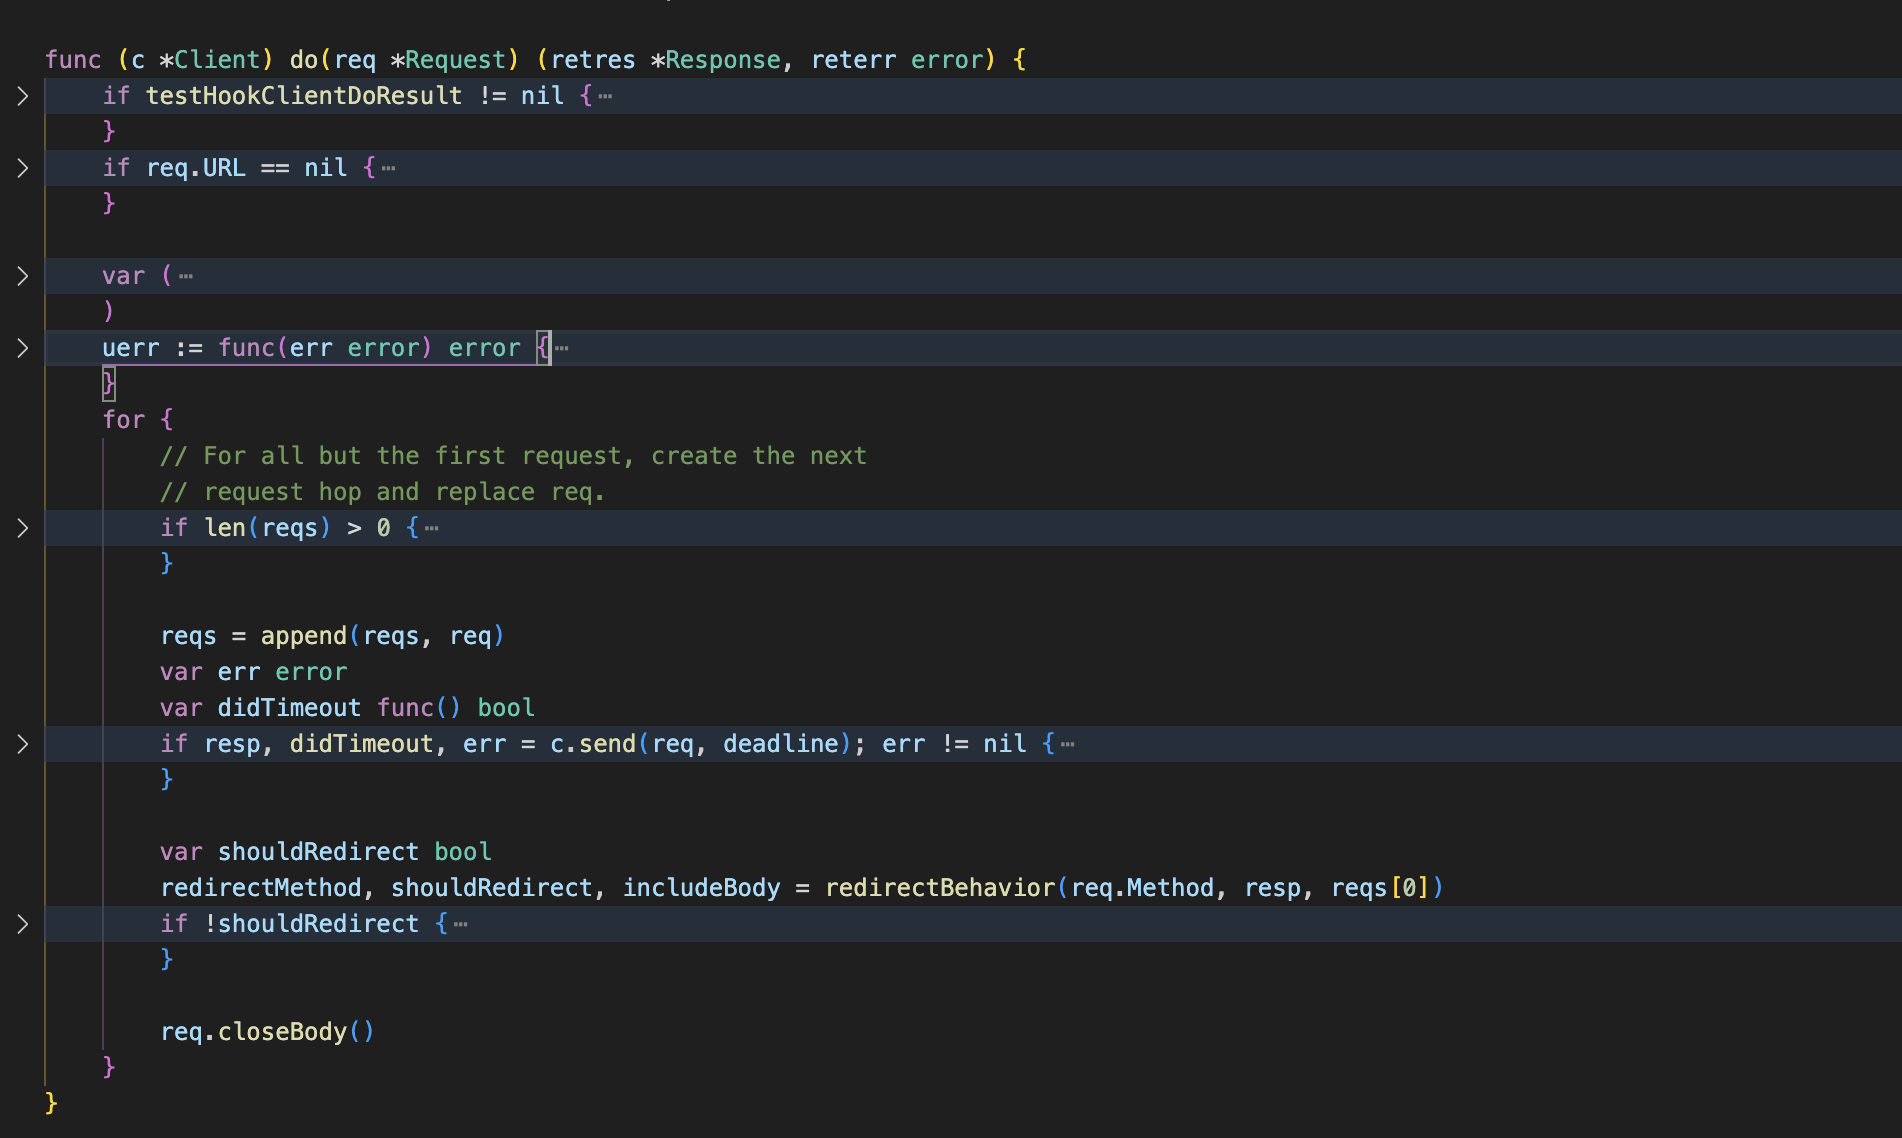 func (c *Client) do(req *Request) (retres *Response, reterr error) {
if testHookClientDoResult != nil {⋯
}
if req.URL == nil {⋯
}
var (⋯
)
uerr := func(err error) error {⋯
}
for {
// For all but the first request, create the next
// request hop and replace req.
if len(reqs) > 0 {⋯
}
reqs = append(reqs, req)
var err error
var didTimeout func() bool
if resp, didTimeout, err = c.send(req, deadline); err != nil {⋯
}
var shouldRedirect bool
redirectMethod, shouldRedirect, includeBody = redirectBehavior(req.Method, resp, reqs[0])
if !shouldRedirect {⋯
}
req.closeBody()
}
}